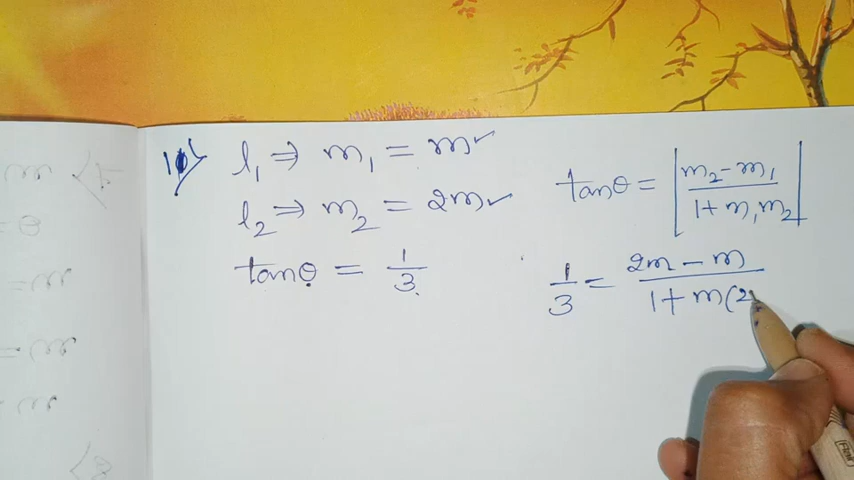 10) l₁ ⇒ m₁ = m ✓
l₂ ⇒ m₂ = 2m ✓
tanθ = 1/3
tanθ = |m₂ - m₁ / 1 + m₁m₂|
1/3 = 2m - m / 1 + m(2
Flair